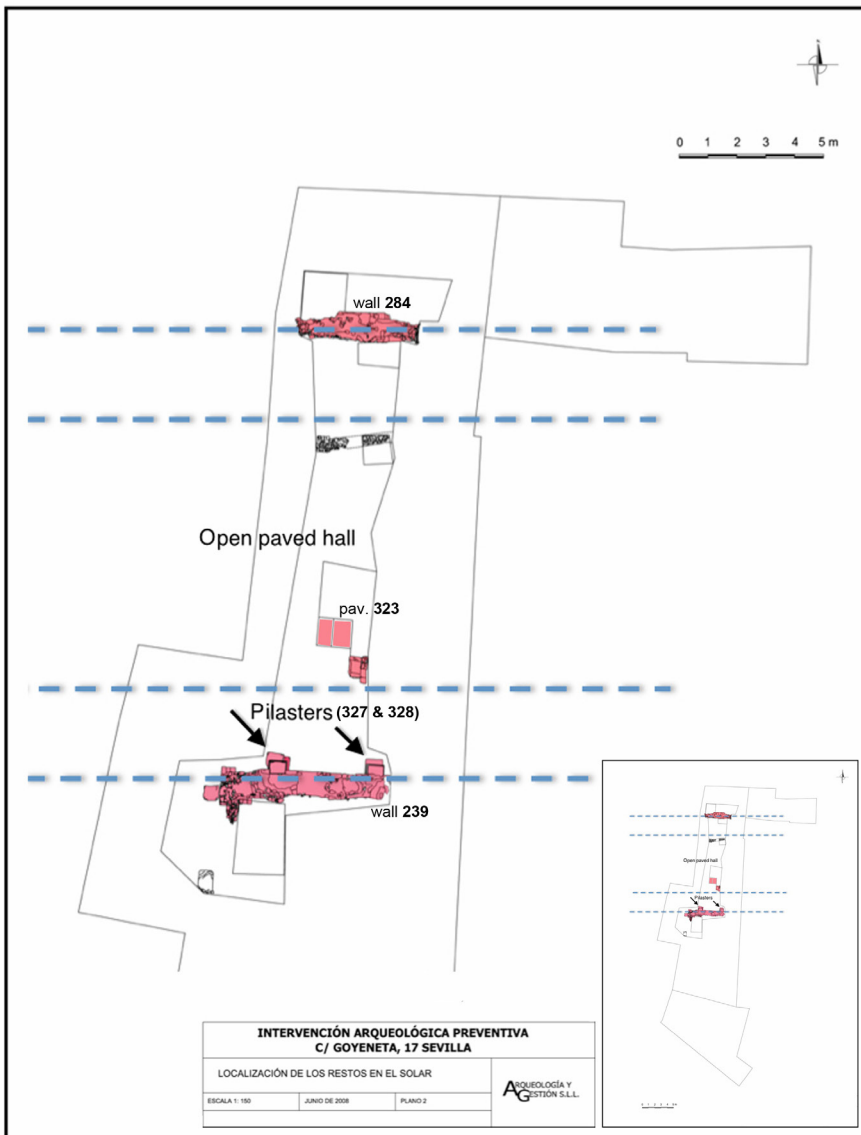 N
0 1 2 3 4 5 m
wall 284
Open paved hall
pav. 323
Pilasters (327 & 328)
wall 239
Open paved hall
Pilasters
INTERVENCIÓN ARQUEOLÓGICA PREVENTIVA
C/ GOYENETA, 17 SEVILLA
LOCALIZACIÓN DE LOS RESTOS EN EL SOLAR
ESCALA 1: 150 JUNIO DE 2008 PLANO 2
ARQUEOLOGÍA Y
GESTIÓN S.L.L.